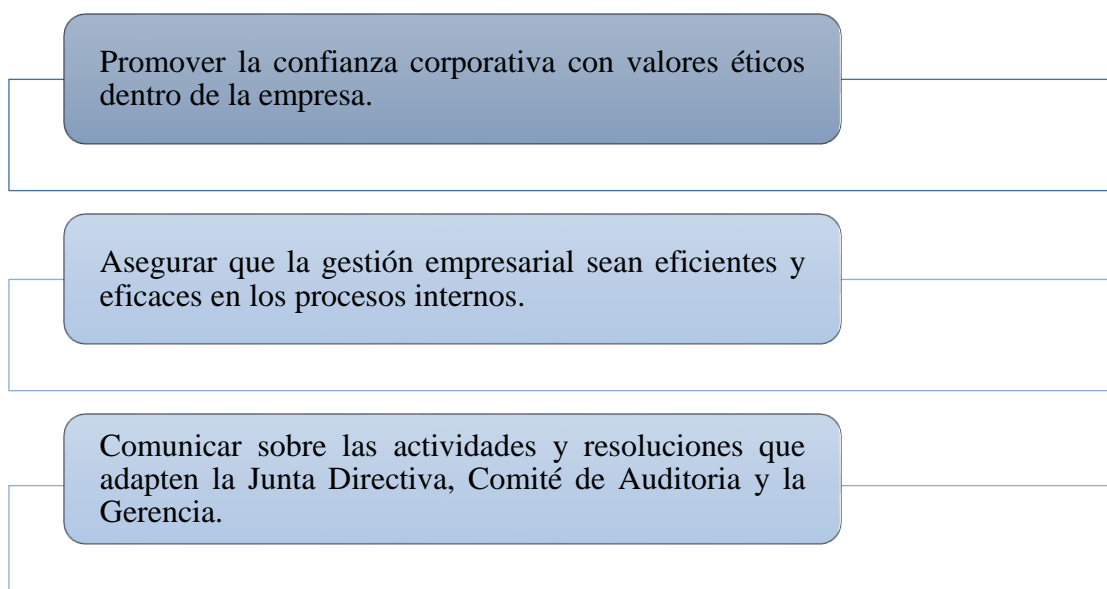 Promover la confianza corporativa con valores éticos
dentro de la empresa.
Asegurar que la gestión empresarial sean eficientes y
eficaces en los procesos internos.
Comunicar sobre las actividades y resoluciones que
adapten la Junta Directiva, Comité de Auditoria y la
Gerencia.